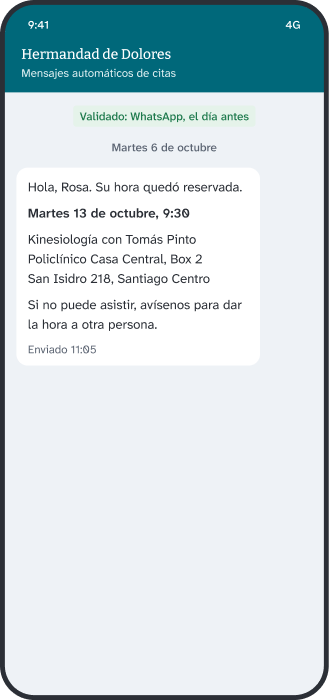 9:41
4G
Hermandad de Dolores
Mensajes automáticos de citas
Validado: WhatsApp, el día antes
Martes 6 de octubre
Hola, Rosa. Su hora quedó reservada.
Martes 13 de octubre, 9:30
Kinesiología con Tomás Pinto
Policlínico Casa Central, Box 2
San Isidro 218, Santiago Centro
Si no puede asistir, avísenos para dar
la hora a otra persona.
Enviado 11:05